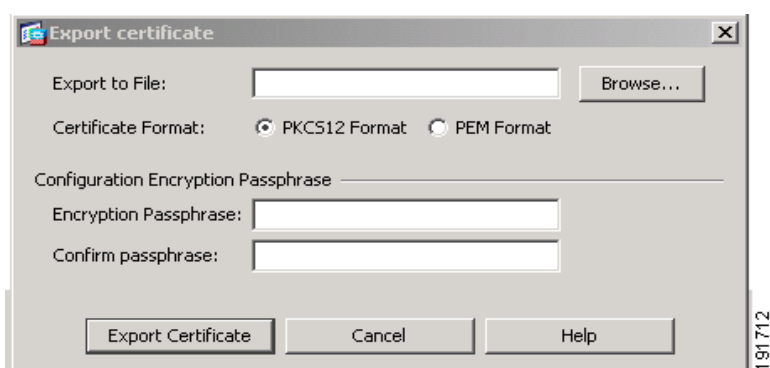 Export certificate
Export to File: Browse...
Certificate Format: PKCS12 Format PEM Format
Configuration Encryption Passphrase
Encryption Passphrase:
Confirm passphrase:
Export Certificate Cancel Help
191712